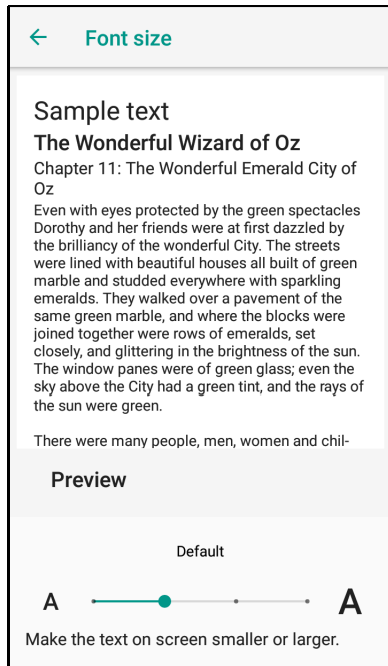 Font size
Sample text
The Wonderful Wizard of Oz
Chapter 11: The Wonderful Emerald City of
Oz
Even with eyes protected by the green spectacles
Dorothy and her friends were at first dazzled by
the brilliancy of the wonderful City. The streets
were lined with beautiful houses all built of green
marble and studded everywhere with sparkling
emeralds. They walked over a pavement of the
same green marble, and where the blocks were
joined together were rows of emeralds, set
closely, and glittering in the brightness of the sun.
The window panes were of green glass; even the
sky above the City had a green tint, and the rays of
the sun were green.
There were many people, men, women and chil-
Preview
Default
A A
Make the text on screen smaller or larger.